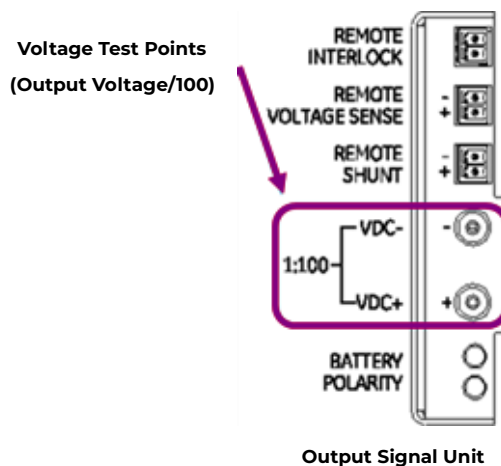 Voltage Test Points
(Output Voltage/100)
REMOTE
INTERLOCK
- REMOTE
VOLTAGE SENSE +
REMOTE -
SHUNT +
VDC- -
1:100
VDC+ +
BATTERY
POLARITY
Output Signal Unit